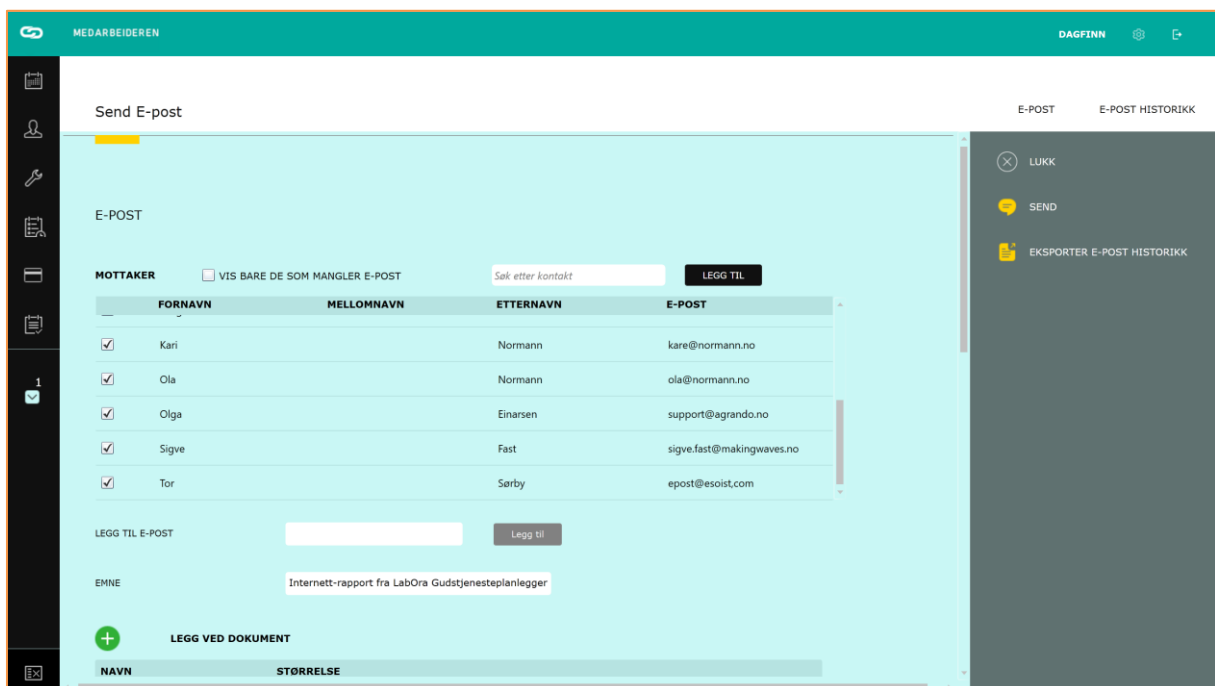 MEDARBEIDEREN
DAGFINN
Send E-post
E-POST E-POST HISTORIKK
LUKK
SEND
EKSPORTER E-POST HISTORIKK
1
E-POST
MOTTAKER VIS BARE DE SOM MANGLER E-POST Søk etter kontakt LEGG TIL
FORNAVN MELLOMNAVN ETTERNAVN E-POST
Kari Normann kare@normann.no
Ola Normann ola@normann.no
Olga Einarsen support@agrando.no
Sigve Fast sigve.fast@makingwaves.no
Tor Sørby epost@esoist,com
LEGG TIL E-POST Legg til
EMNE Internett-rapport fra LabOra Gudstjenesteplanlegger
LEGG VED DOKUMENT
NAVN STØRRELSE